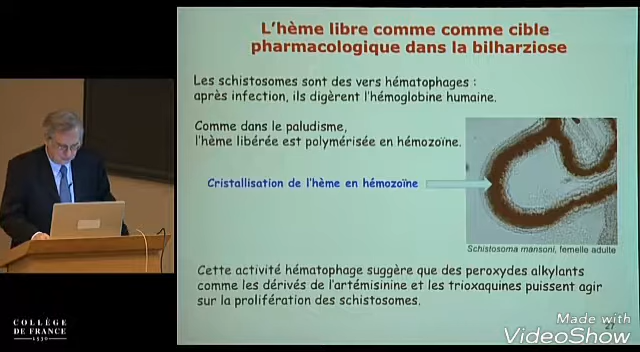 L'hème libre comme comme cible
pharmacologique dans la bilharziose
Les schistosomes sont des vers hématophages :
après infection, ils digèrent l'hémoglobine humaine.
Comme dans le paludisme,
l'hème libérée est polymérisée en hémozoïne.
Cristallisation de l'hème en hémozoïne
Schistosoma mansoni, femelle adulte
Cette activité hématophage suggère que des peroxydes alkylants
comme les dérivés de l'artémisinine et les trioxaquines puissent agir
sur la prolifération des schistosomes.
27
COLLÈGE
DE FRANCE
1530
Made with
VideoShow